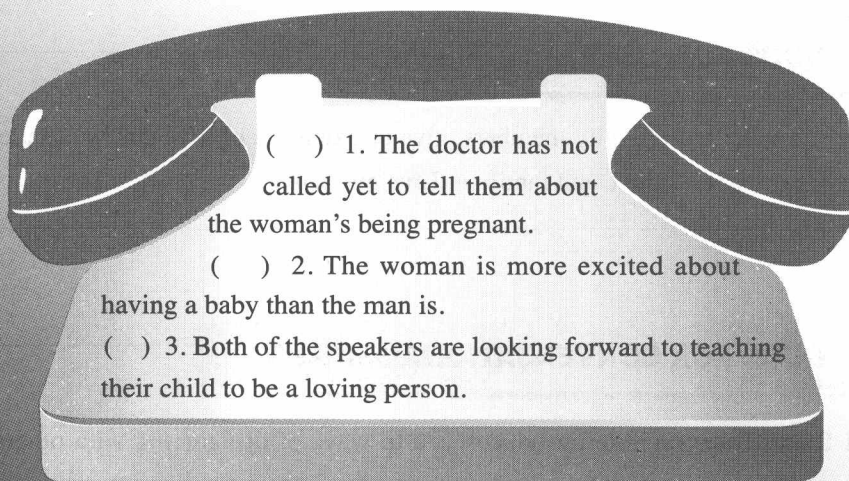 ( ) 1. The doctor has not
called yet to tell them about
the woman's being pregnant.
( ) 2. The woman is more excited about
having a baby than the man is.
( ) 3. Both of the speakers are looking forward to teaching
their child to be a loving person.